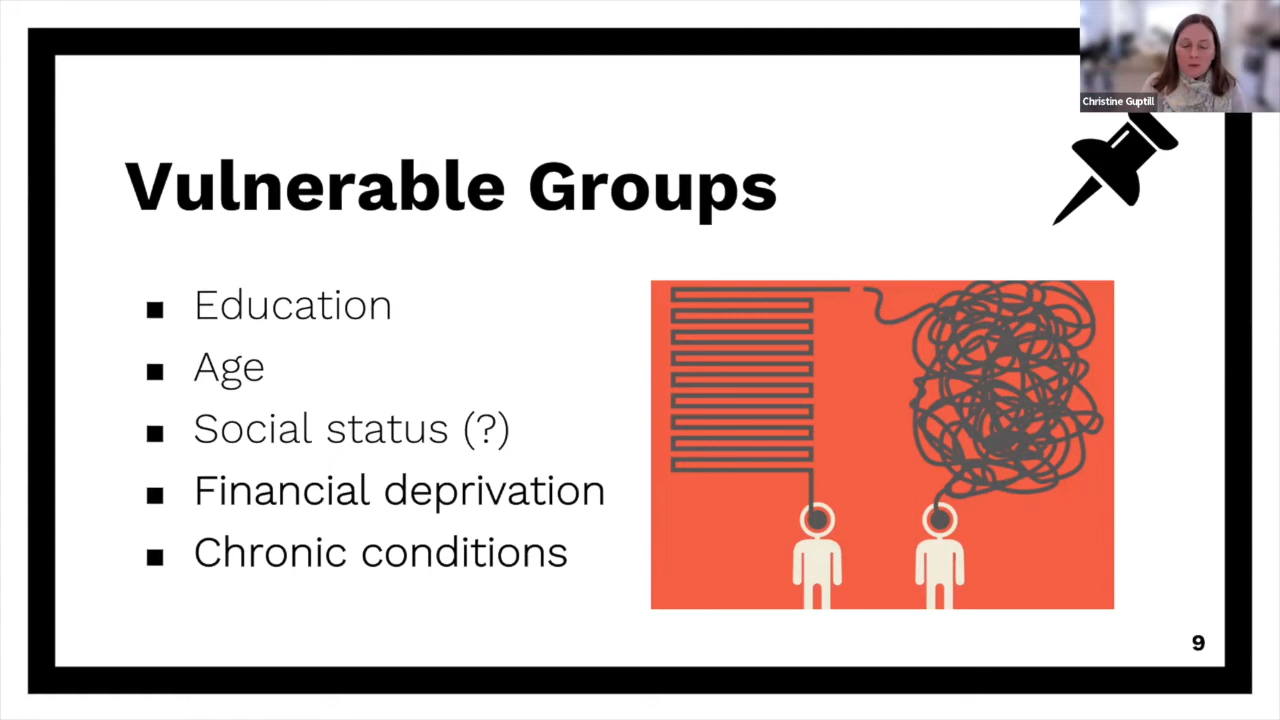 Christine Guptill
Vulnerable Groups
Education
Age
Social status (?)
Financial deprivation
Chronic conditions
9